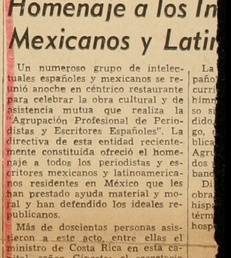 Homenaje a los In
Mexicanos y Latin
Un numeroso grupo de intelec-
tuales españoles y mexicanos se re-
unió anoche en céntrico restaurante
para celebrar la obra cultural y de
asistencia mutua que realiza la
"Agrupación Profesional de Perio-
distas y Escritores Españoles". La
directiva de esta entidad reciente-
mente constituída ofreció el home-
naje a todos los periodistas y es-
critores mexicanos y latinoamerica-
nos residentes en México que les
han prestado ayuda material y mo-
ral y han defendido los ideales re-
publicanos.
Más de doscientas personas asis-
tieron a este acto, entre ellas el
ministro de Costa Rica en esta ca-
La